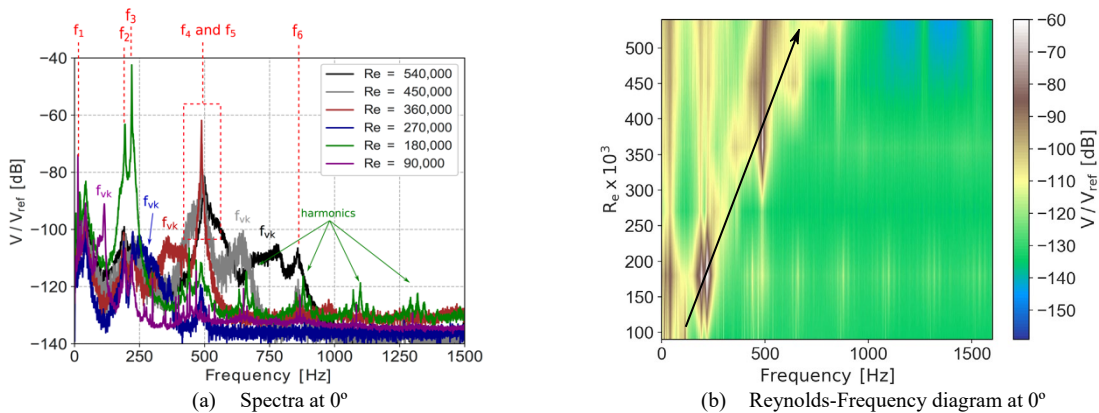 f1
f2
f3
f4 and f5
f6
−40
−60
−80
−100
−120
−140
V / Vref [dB]
Re = 540,000
Re = 450,000
Re = 360,000
Re = 270,000
Re = 180,000
Re = 90,000
fvk
fvk
fvk
fvk
fvk
harmonics
0
250
500
750
1000
1250
1500
Frequency [Hz]
(a) Spectra at 0º
500
450
400
350
300
250
200
150
100
Re x 10³
0
500
1000
1500
Frequency [Hz]
−60
−70
−80
−90
−100
−110
−120
−130
−140
−150
V / Vref [dB]
(b) Reynolds-Frequency diagram at 0º